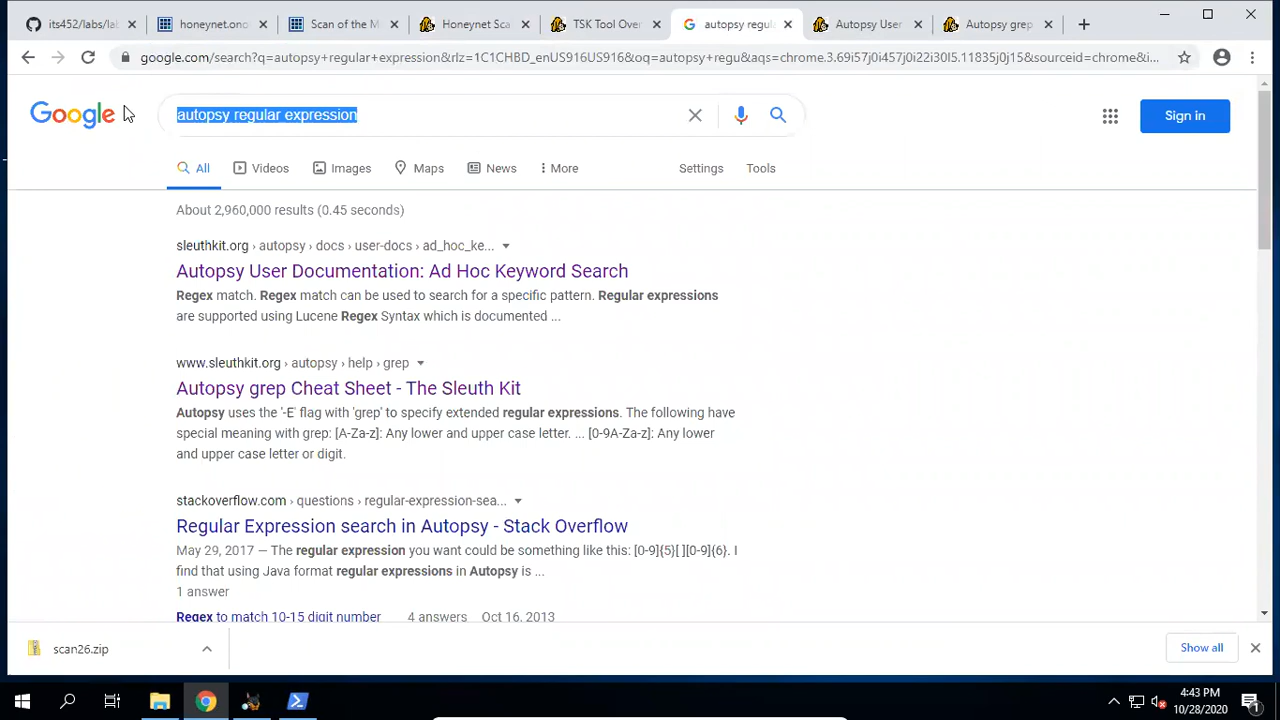 its452/labs/lab
honeynet.ono
Scan of the M
Honeynet Sca
TSK Tool Over
autopsy regul
Autopsy User
Autopsy grep
google.com/search?q=autopsy+regular+expression&rlz=1C1CHBD_enUS916US916&oq=autopsy+regu&aqs=chrome.3.69i57j0i457j0i22i30l5.11835j0j15&sourceid=chrome&i...
Google
autopsy regular expression
Sign in
All
Videos
Images
Maps
News
More
Settings
Tools
About 2,960,000 results (0.45 seconds)
sleuthkit.org › autopsy › docs › user-docs › ad_hoc_ke...
Autopsy User Documentation: Ad Hoc Keyword Search
Regex match. Regex match can be used to search for a specific pattern. Regular expressions
are supported using Lucene Regex Syntax which is documented ...
www.sleuthkit.org › autopsy › help › grep
Autopsy grep Cheat Sheet - The Sleuth Kit
Autopsy uses the '-E' flag with 'grep' to specify extended regular expressions. The following have
special meaning with grep: [A-Za-z]: Any lower and upper case letter. ... [0-9A-Za-z]: Any lower
and upper case letter or digit.
stackoverflow.com › questions › regular-expression-sea...
Regular Expression search in Autopsy - Stack Overflow
May 29, 2017 — The regular expression you want could be something like this: [0-9]{5}[ ][0-9]{6}. I
find that using Java format regular expressions in Autopsy is ...
1 answer
Regex to match 10-15 digit number
4 answers
Oct 16, 2013
scan26.zip
Show all
4:43 PM
10/28/2020
1